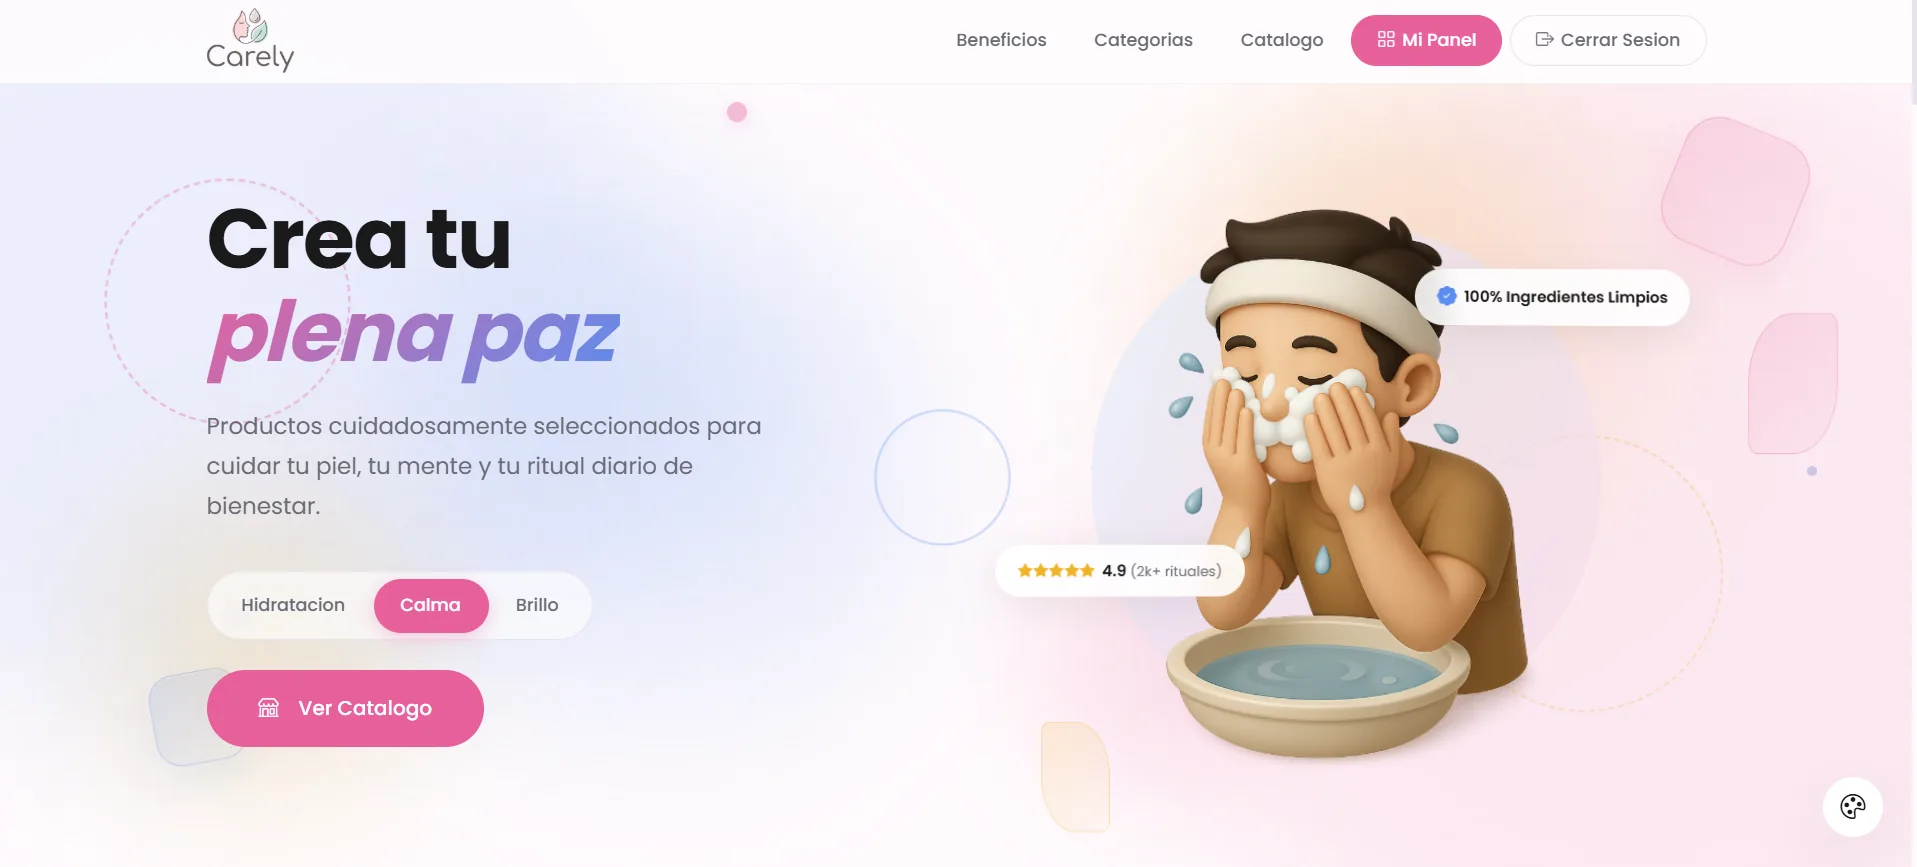 Carely
Beneficios
Categorias
Catalogo
Mi Panel
Cerrar Sesion
Crea tu
plena paz
Productos cuidadosamente seleccionados para
cuidar tu piel, tu mente y tu ritual diario de
bienestar.
Hidratacion
Calma
Brillo
Ver Catalogo
100% Ingredientes Limpios
4.9 (2k+ rituales)